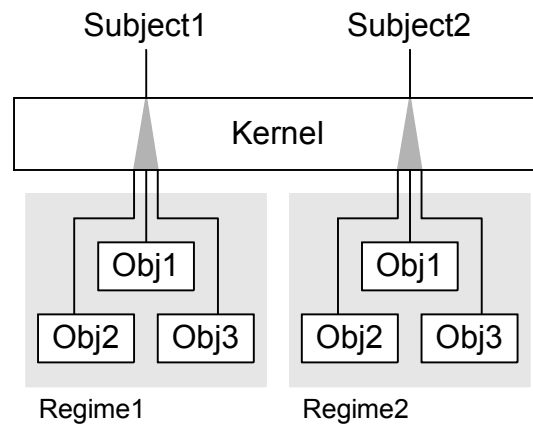 Subject1 Subject2
Kernel
Obj1 Obj1
Obj2 Obj3 Obj2 Obj3
Regime1 Regime2